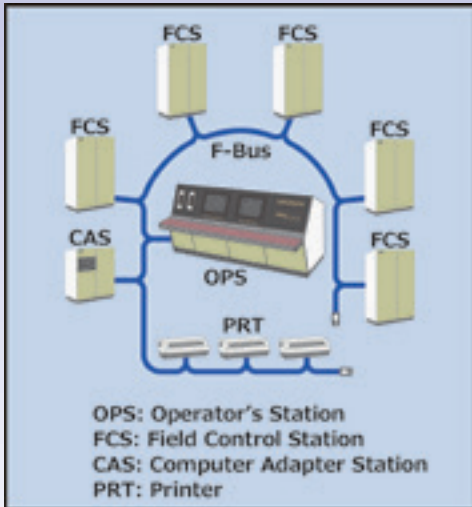 FCS FCS
F-Bus
FCS FCS
CAS FCS
OPS
PRT
OPS: Operator's Station
FCS: Field Control Station
CAS: Computer Adapter Station
PRT: Printer